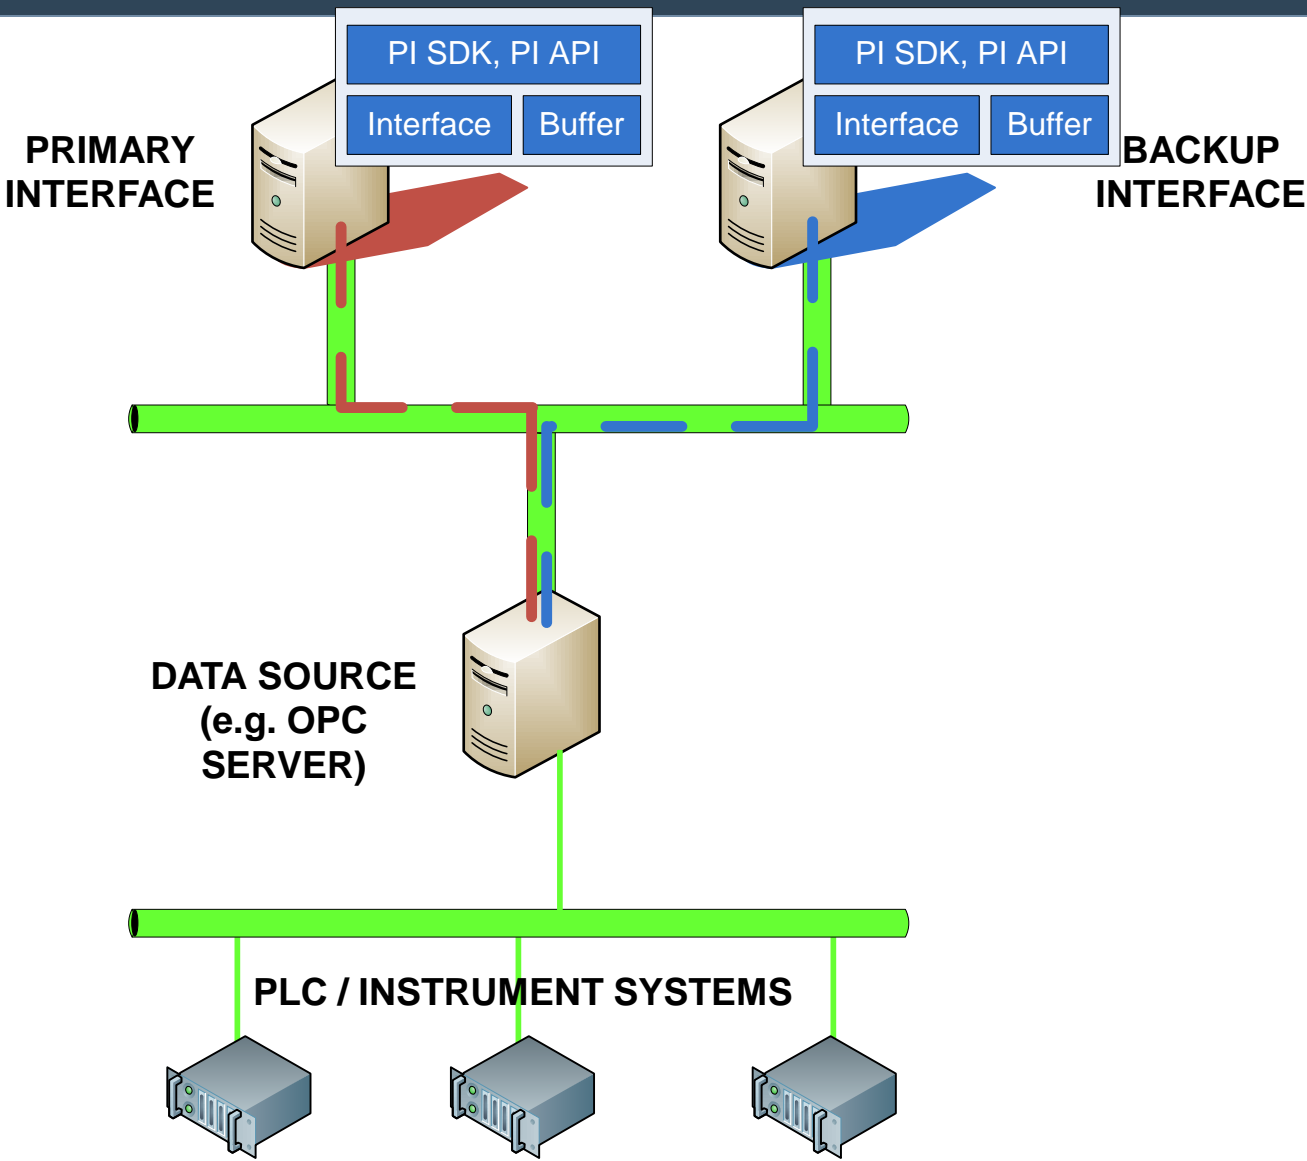 PI SDK, PI API
Interface
Buffer
PI SDK, PI API
Interface
Buffer
PRIMARY
INTERFACE
BACKUP
INTERFACE
DATA SOURCE
(e.g. OPC
SERVER)
PLC / INSTRUMENT SYSTEMS